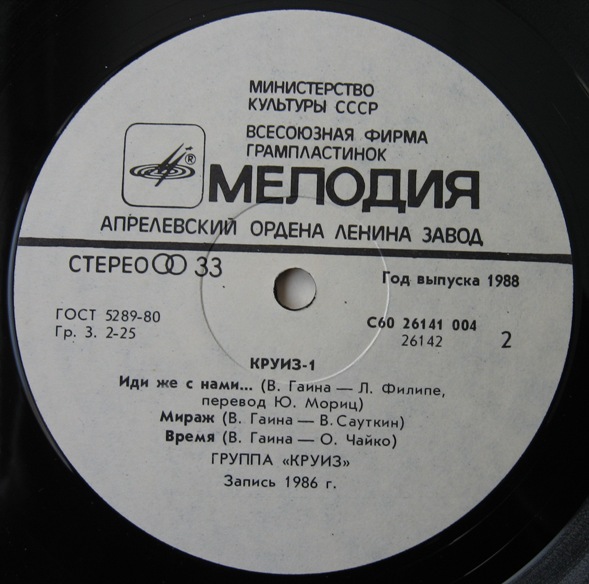 МИНИСТЕРСТВО
КУЛЬТУРЫ СССР
ВСЕСОЮЗНАЯ ФИРМА
ГРАМПЛАСТИНОК
®
МЕЛОДИЯ
АПРЕЛЕВСКИЙ ОРДЕНА ЛЕНИНА ЗАВОД
СТЕРЕО 33
Год выпуска 1988
ГОСТ 5289-80
Гр. 3. 2-25
С60 26141 004
26142
2
КРУИЗ-1
Иди же с нами... (В. Гаина — Л. Филипе,
перевод Ю. Мориц)
Мираж (В. Гаина — В. Сауткин)
Время (В. Гаина — О. Чайко)
ГРУППА «КРУИЗ»
Запись 1986 г.